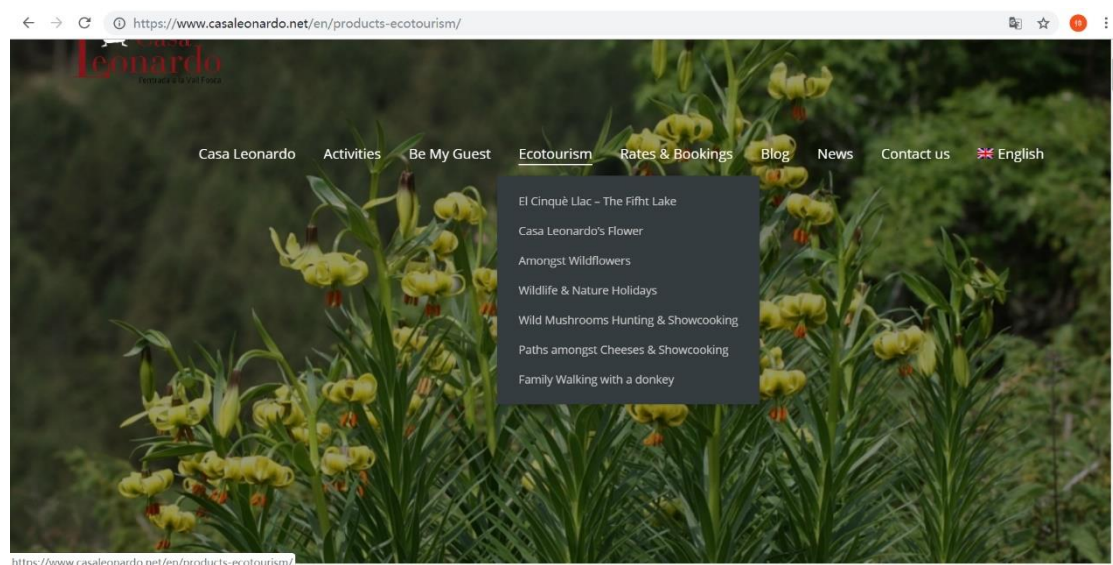 https://www.casaleonardo.net/en/products-ecotourism/
Casa
Leonardo
Casa Leonardo Activities Be My Guest Ecotourism Rates & Bookings Blog News Contact us English
El Cinquè Llac – The Fifht Lake
Casa Leonardo's Flower
Amongst Wildflowers
Wildlife & Nature Holidays
Wild Mushrooms Hunting & Showcooking
Paths amongst Cheeses & Showcooking
Family Walking with a donkey
https://www.casaleonardo.net/en/products-ecotourism/